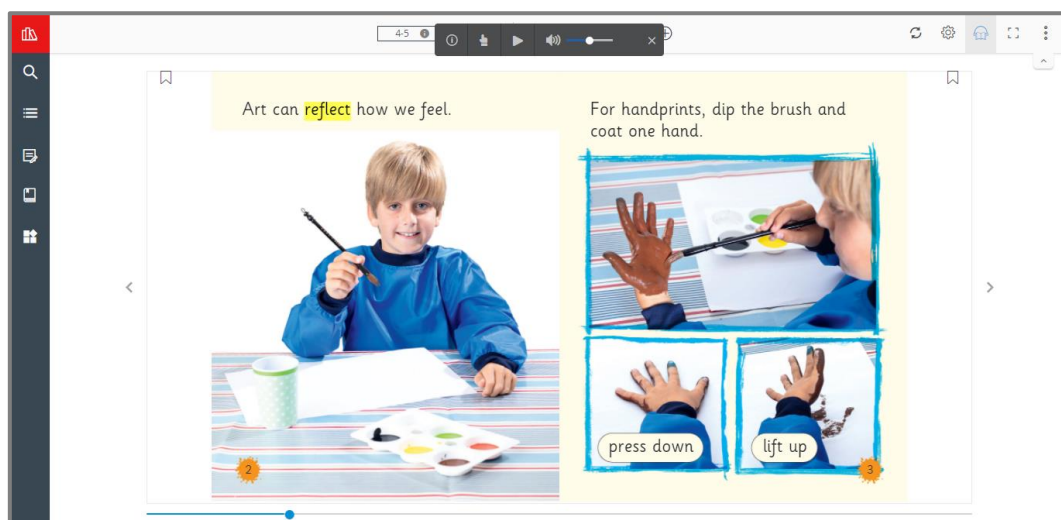 4-5
Art can reflect how we feel.
2
For handprints, dip the brush and
coat one hand.
press down
lift up
3